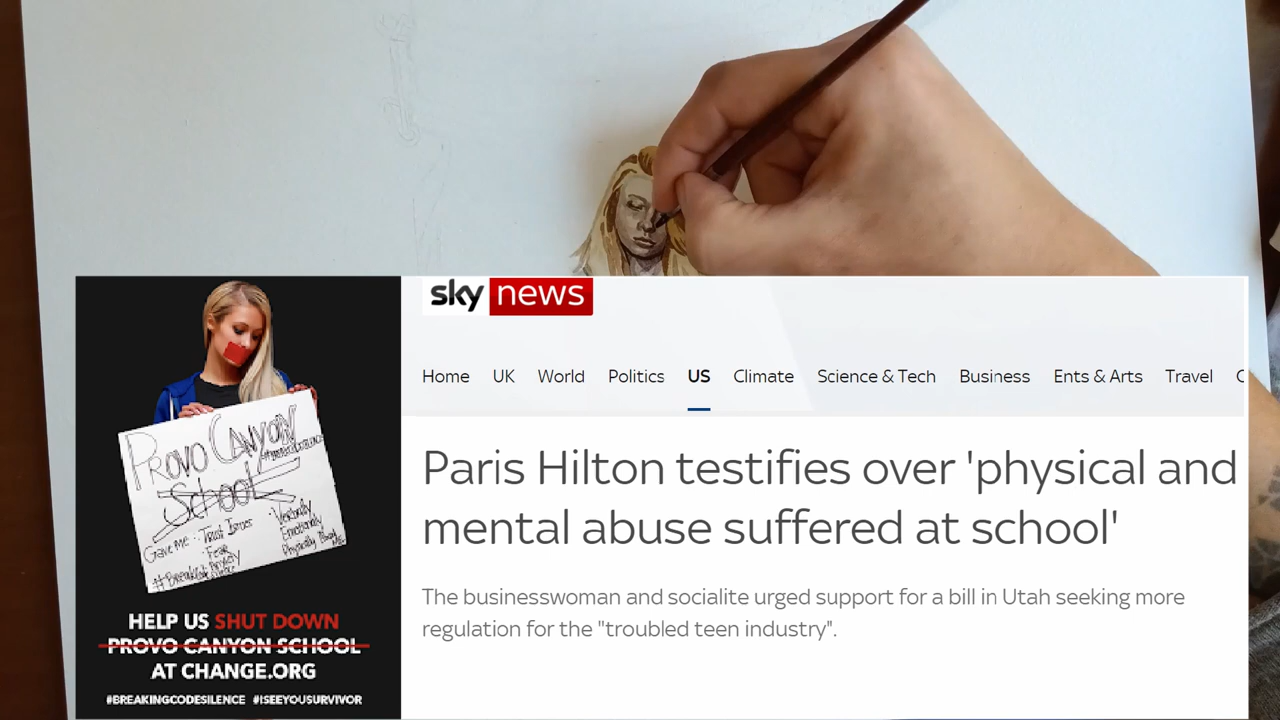 sky news
Home UK World Politics US Climate Science & Tech Business Ents & Arts Travel
Paris Hilton testifies over 'physical and
mental abuse suffered at school'
The businesswoman and socialite urged support for a bill in Utah seeking more
regulation for the "troubled teen industry".
PROVO CANYON
School
Gave me : Trust Issues
Fear
Anxiety
Verbally
Emotionally
Physically
HELP US SHUT DOWN
PROVO CANYON SCHOOL
AT CHANGE.ORG
#BREAKINGCODESILENCE #ISEEYOUSURVIVOR